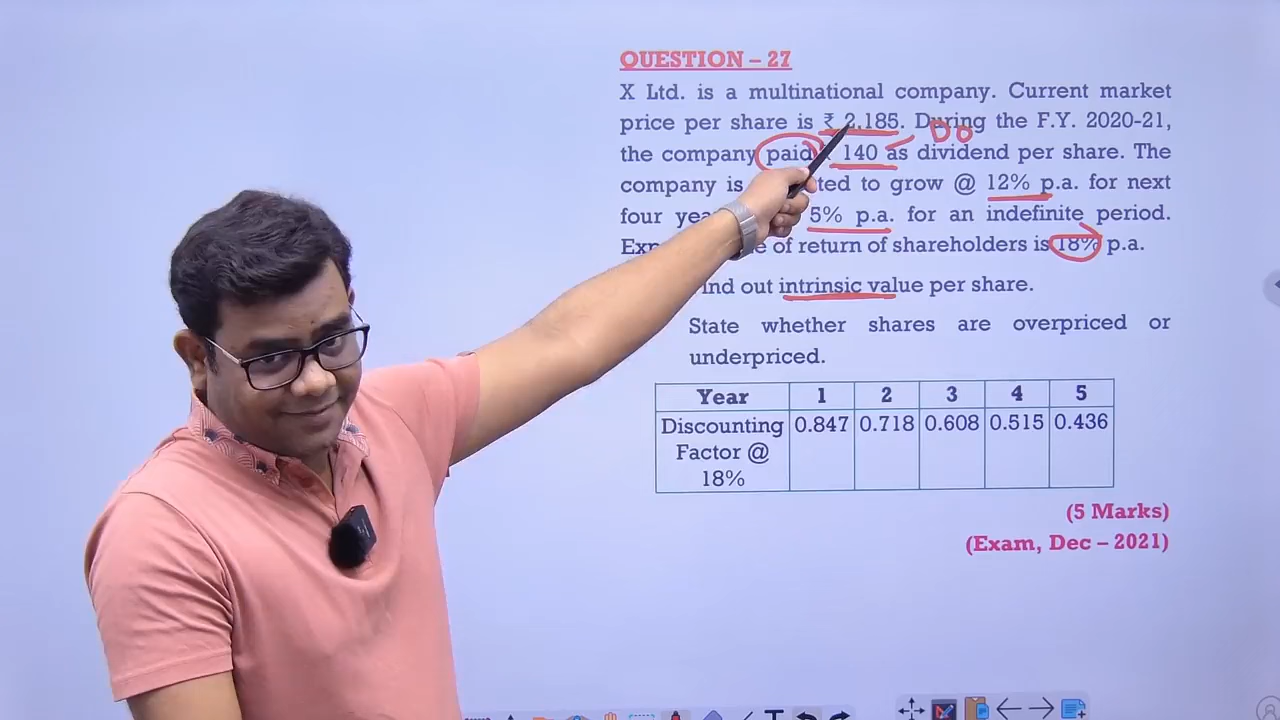 QUESTION – 27
X Ltd. is a multinational company. Current market
price per share is ₹ 2,185. During the F.Y. 2020-21,
Do
the company paid ₹ 140 as dividend per share. The
company is ted to grow @ 12% p.a. for next
four yea 5% p.a. for an indefinite period.
Exp e of return of shareholders is 18% p.a.
ind out intrinsic value per share.
State whether shares are overpriced or
underpriced.
Year 1 2 3 4 5
Discounting 0.847 0.718 0.608 0.515 0.436
Factor @
18%
(5 Marks)
(Exam, Dec – 2021)